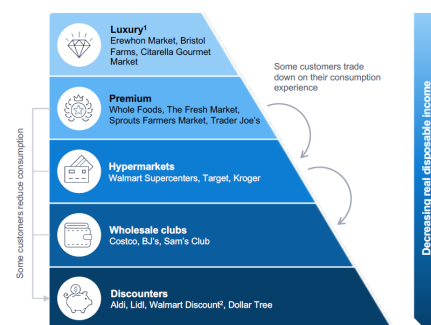 Luxury¹
Erewhon Market, Bristol
Farms, Citarella Gourmet
Market
Some customers trade
down on their consumption
experience
Premium
Whole Foods, The Fresh Market,
Sprouts Farmers Market, Trader Joe's
Hypermarkets
Walmart Supercenters, Target, Kroger
Wholesale clubs
Costco, BJ's, Sam's Club
Discounters
Aldi, Lidl, Walmart Discount², Dollar Tree
Some customers reduce consumption
Decreasing real disposable income